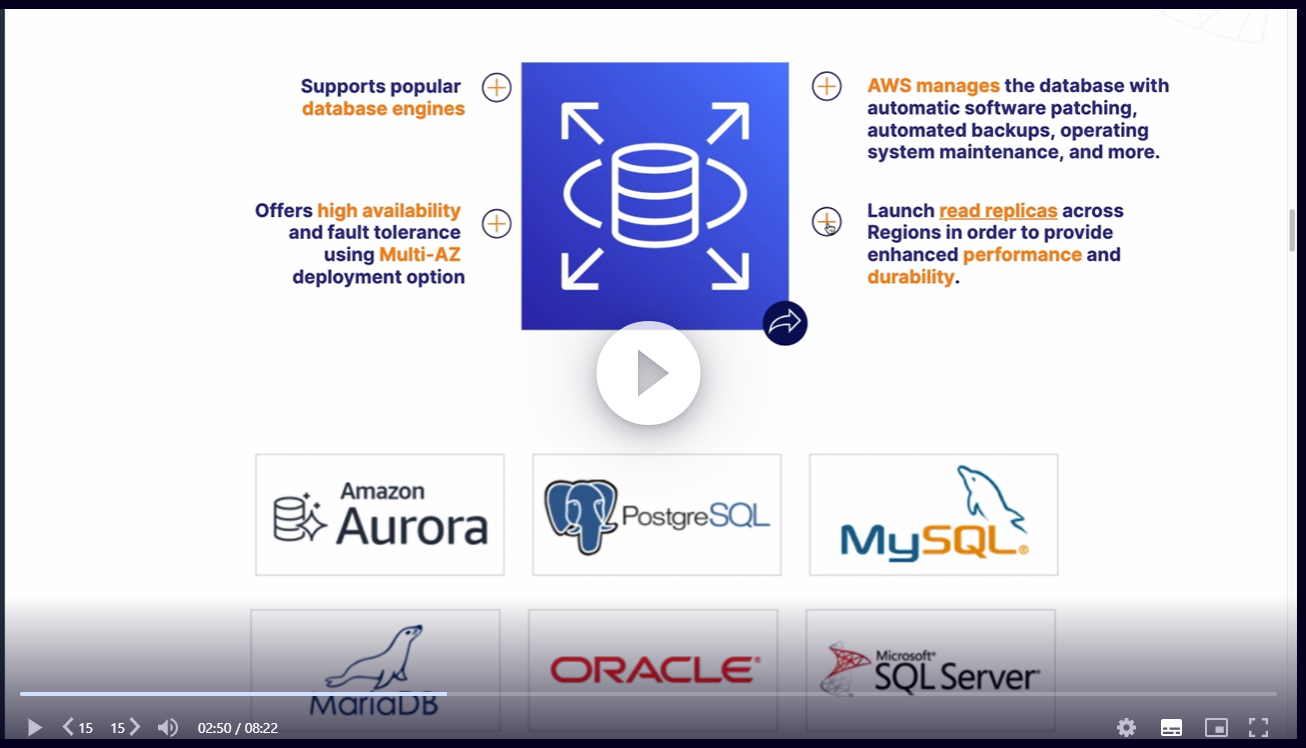 Supports popular
database engines
Offers high availability
and fault tolerance
using Multi-AZ
deployment option
AWS manages the database with
automatic software patching,
automated backups, operating
system maintenance, and more.
Launch read replicas across
Regions in order to provide
enhanced performance and
durability.
Amazon
Aurora
PostgreSQL
MySQL®
MariaDB
ORACLE®
Microsoft®
SQL Server®
15
15
02:50 / 08:22